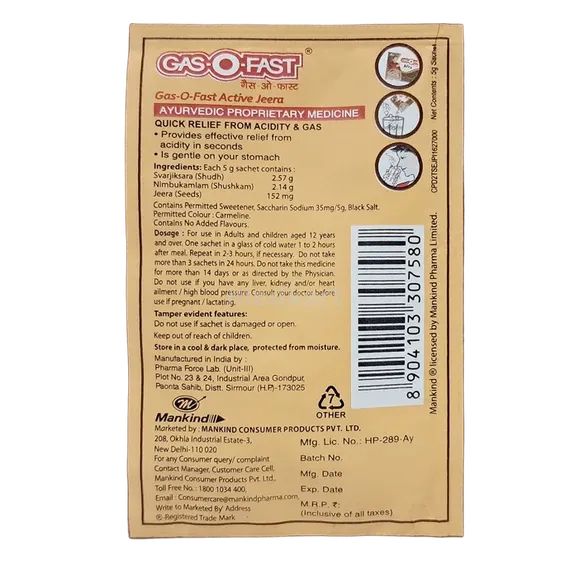 GAS-O-FAST®
गैस-ओ-फास्ट
Gas-O-Fast Active Jeera
AYURVEDIC PROPRIETARY MEDICINE
QUICK RELIEF FROM ACIDITY & GAS
• Provides effective relief from
acidity in seconds
• Is gentle on your stomach
Ingredients: Each 5 g sachet contains :
Svarjiksara (Shudh) 2.57 g
Nimbukamlam (Shushkam) 2.14 g
Jeera (Seeds) 152 mg
Contains Permitted Sweetener, Saccharin Sodium 35mg/5g, Black Salt.
Permitted Colour : Carmeline.
Contains No Added Flavours.
Dosage : For use in Adults and children aged 12 years
and over. One sachet in a glass of cold water 1 to 2 hours
after meal. Repeat in 2-3 hours, if necessary. Do not take
more than 3 sachets in 24 hours. Do not take this medicine
for more than 14 days or as directed by the Physician.
Do not use if you have any liver, kidney and/or heart
ailment / high blood pressure. Consult your doctor before
use if pregnant / lactating.
Tamper evident features:
Do not use if sachet is damaged or open.
Keep out of reach of children.
Store in a cool & dark place, protected from moisture.
Manufactured in India by :
Pharma Force Lab. (Unit-III)
Plot No. 23 & 24, Industrial Area Gondpur,
Paonta Sahib, Distt. Sirmour (H.P.)-173025
Mankind
Marketed by : MANKIND CONSUMER PRODUCTS PVT. LTD.
208, Okhla Industrial Estate-3,
New Delhi-110 020
For any Consumer query/ complaint
Contact Manager, Customer Care Cell,
Mankind Consumer Products Pvt. Ltd.,
Toll Free No.: 1800 1034 400,
Email : Consumercare@mankindpharma.com,
Write to Marketed By' Address
®-Registered Trade Mark
7
OTHER
Mfg. Lic. No.: HP-289-Ay
Batch No.
Mfg. Date
Exp. Date
M.R.P. ₹:
(Inclusive of all taxes)
8 904103 307580
Mankind ® licensed by Mankind Pharma Limited.
Net Contents : 5g Sachet
CPD2TSEJPI1627000